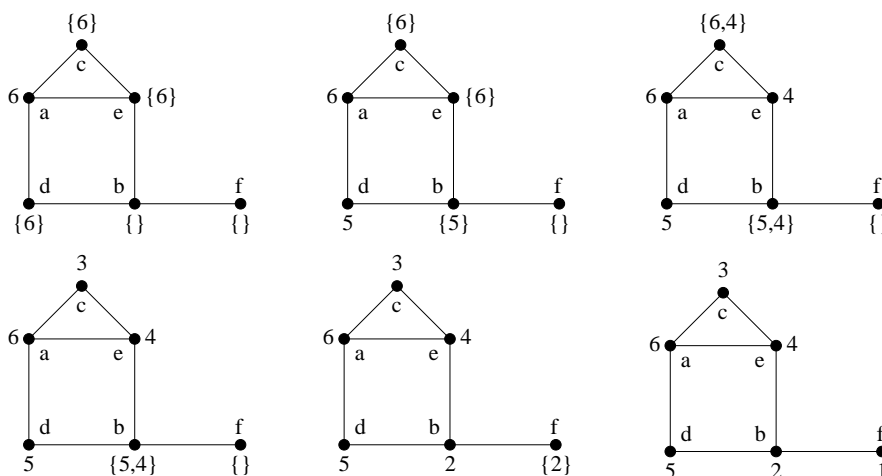 {6} {6} {6,4}
c c c
6 {6} 6 {6} 6 4
a e a e a e
d b f d b f d b f
{6} {} {} 5 {5} {} 5 {5,4} {
3 3 3
c c c
6 4 6 4 6 4
a e a e a e
d b f d b f d b f
5 {5,4} {} 5 2 {2} 5 2